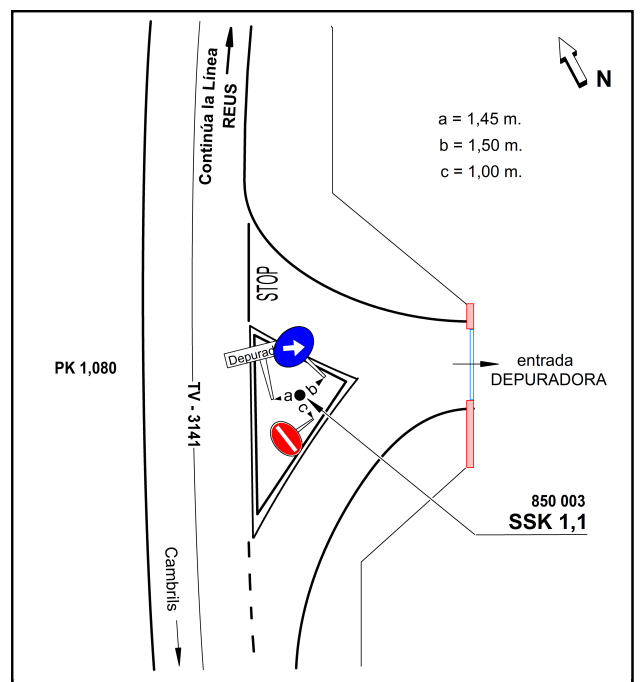 Continúa la Línea
REUS
N
a = 1,45 m.
b = 1,50 m.
c = 1,00 m.
STOP
PK 1,080
TV - 3141
Depurad
a
b
c
entrada
DEPURADORA
850 003
SSK 1,1
Cambrils